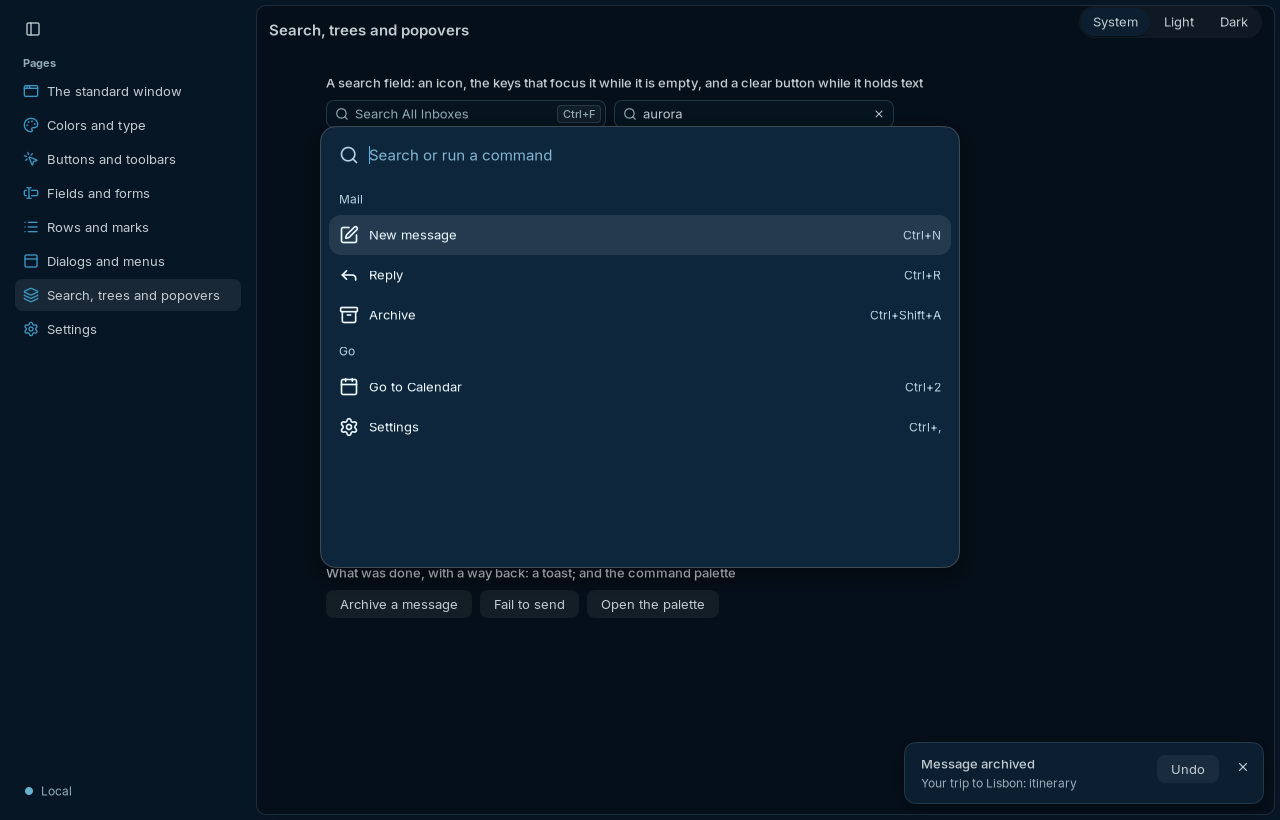 Search, trees and popovers
System
Light
Dark
Pages
The standard window
Colors and type
Buttons and toolbars
Fields and forms
Rows and marks
Dialogs and menus
Search, trees and popovers
Settings
Local
A search field: an icon, the keys that focus it while it is empty, and a clear button while it holds text
Search All Inboxes
Ctrl+F
aurora
Search or run a command
Mail
New message
Ctrl+N
Reply
Ctrl+R
Archive
Ctrl+Shift+A
Go
Go to Calendar
Ctrl+2
Settings
Ctrl+,
What was done, with a way back: a toast; and the command palette
Archive a message
Fail to send
Open the palette
Message archived
Your trip to Lisbon: itinerary
Undo